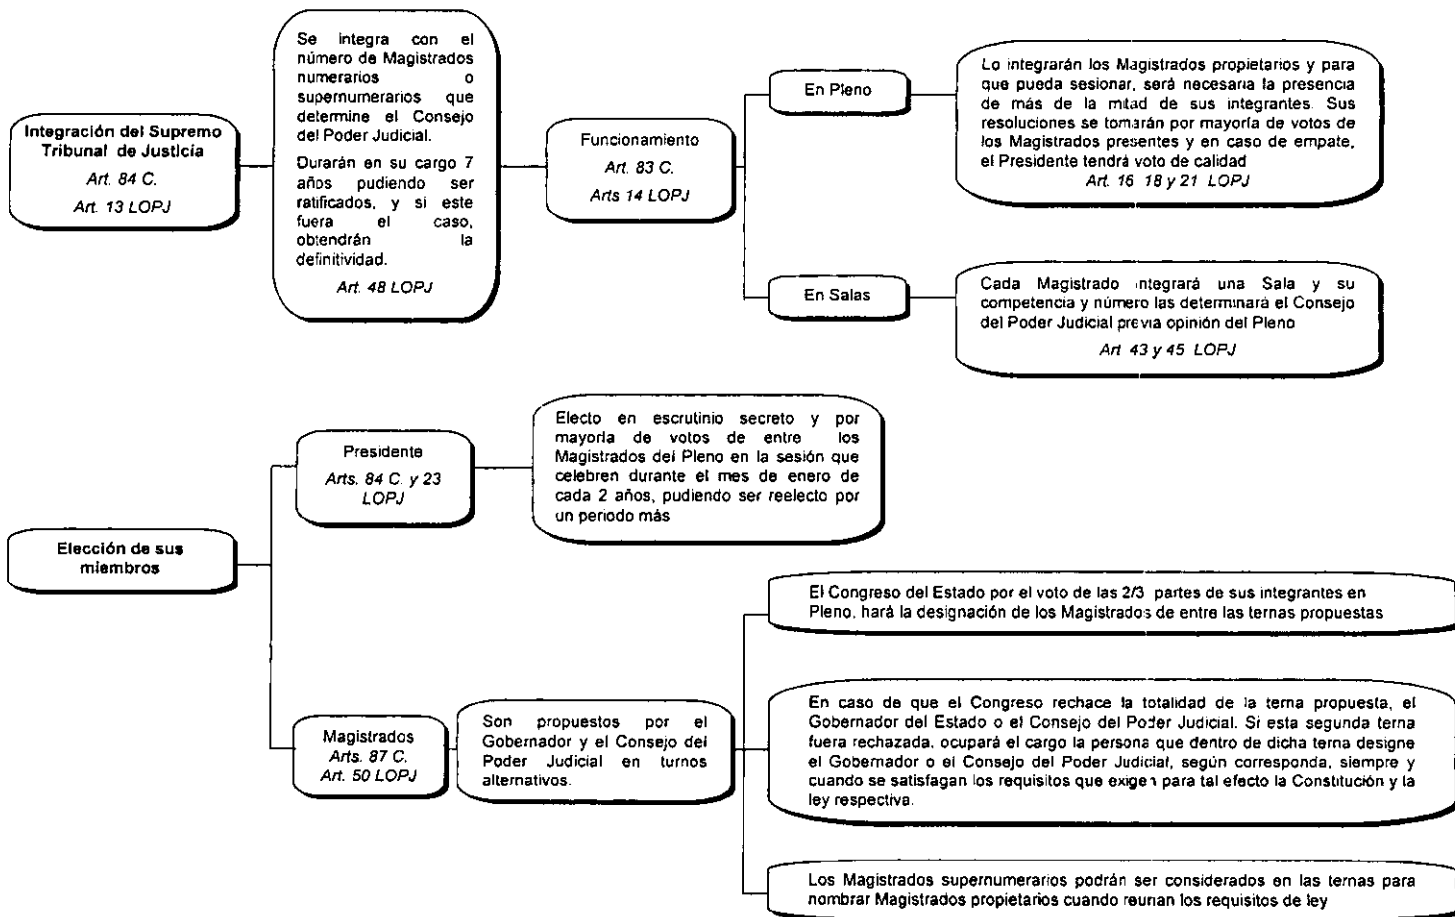 Integración del Supremo
Tribunal de Justicia
Art. 84 C.
Art. 13 LOPJ
Se integra con el
número de Magistrados
numerarios o
supernumerarios que
determine el Consejo
del Poder Judicial.
Durarán en su cargo 7
años pudiendo ser
ratificados, y si este
fuera el caso,
obtendrán la
definitividad.
Art. 48 LOPJ
Funcionamiento
Art. 83 C.
Arts 14 LOPJ
En Pleno
Lo integrarán los Magistrados propietarios y para
que pueda sesionar, será necesaria la presencia
de más de la mitad de sus integrantes. Sus
resoluciones se tomarán por mayoría de votos de
los Magistrados presentes y en caso de empate,
el Presidente tendrá voto de calidad
Art. 16 18 y 21 LOPJ
En Salas
Cada Magistrado integrará una Sala y su
competencia y número las determinará el Consejo
del Poder Judicial previa opinión del Pleno
Art 43 y 45 LOPJ
Elección de sus
miembros
Presidente
Arts. 84 C. y 23
LOPJ
Electo en escrutinio secreto y por
mayoría de votos de entre los
Magistrados del Pleno en la sesión que
celebren durante el mes de enero de
cada 2 años, pudiendo ser reelecto por
un periodo más
Magistrados
Arts. 87 C.
Art. 50 LOPJ
Son propuestos por el
Gobernador y el Consejo del
Poder Judicial en turnos
alternativos.
El Congreso del Estado por el voto de las 2/3 partes de sus integrantes en
Pleno, hará la designación de los Magistrados de entre las ternas propuestas
En caso de que el Congreso rechace la totalidad de la terna propuesta, el
Gobernador del Estado o el Consejo del Poder Judicial. Si esta segunda terna
fuera rechazada, ocupará el cargo la persona que dentro de dicha terna designe
el Gobernador o el Consejo del Poder Judicial, según corresponda, siempre y
cuando se satisfagan los requisitos que exigen para tal efecto la Constitución y la
ley respectiva.
Los Magistrados supernumerarios podrán ser considerados en las ternas para
nombrar Magistrados propietarios cuando reunan los requisitos de ley